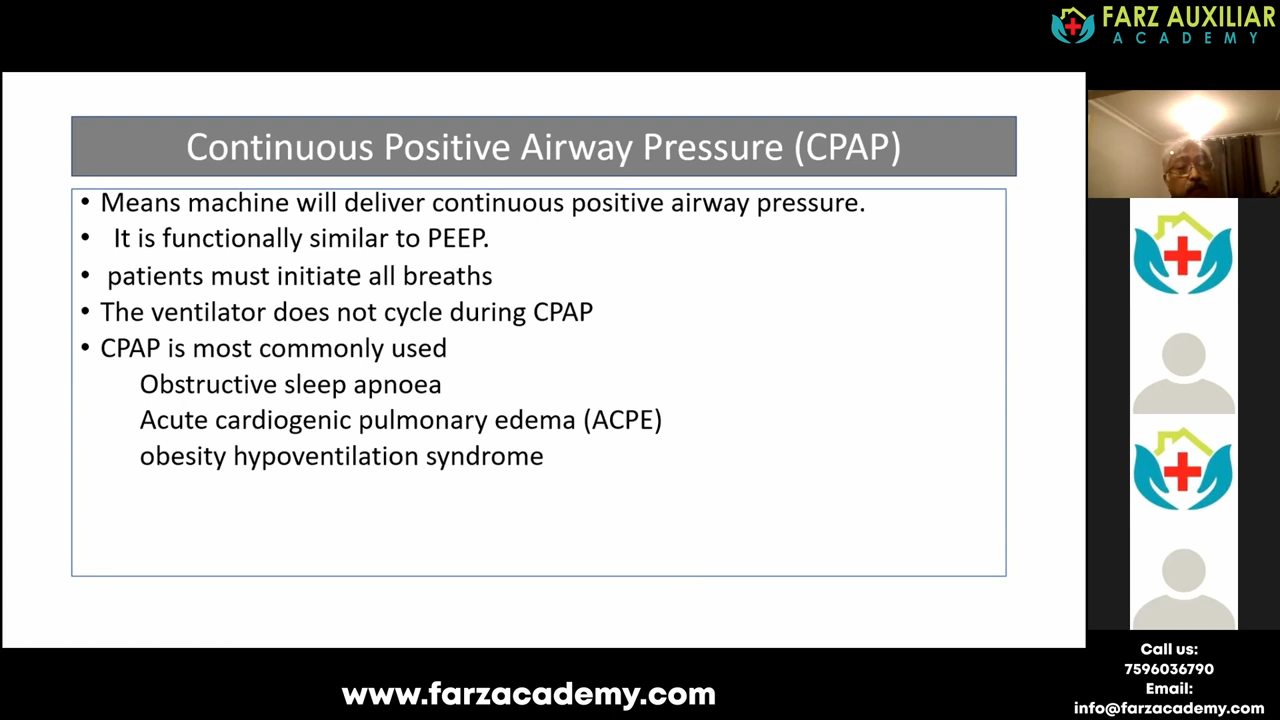 FARZ AUXILIAR
ACADEMY
Continuous Positive Airway Pressure (CPAP)
• Means machine will deliver continuous positive airway pressure.
• It is functionally similar to PEEP.
• patients must initiate all breaths
• The ventilator does not cycle during CPAP
• CPAP is most commonly used
Obstructive sleep apnoea
Acute cardiogenic pulmonary edema (ACPE)
obesity hypoventilation syndrome
Call us:
7596036790
Email:
info@farzacademy.com
www.farzacademy.com